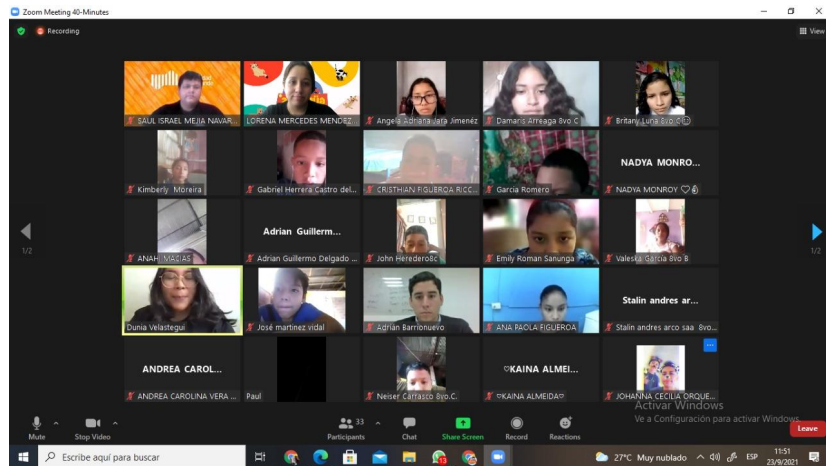 Zoom Meeting 40-Minutes
Recording
View
SAUL ISRAEL MEJIA NAVAR...
LORENA MERCEDES MENDEZ...
Angela Adriana Jara Jimenéz
Damaris Arreaga 8vo C
Britany Luna 8vo C
Kimberly Moreira
Gabriel Herrera Castro del...
CRISTHIAN FIGUEROA RICC...
Garcia Romero
NADYA MONRO...
NADYA MONROY
1/2
ANAHI MACIAS
Adrian Guillerm...
Adrian Guillermo Delgado ...
John Heredero8c
Emily Roman Sanunga
Valeska Garcia 8vo B
1/2
Dunia Velastegui
José martinez vidal
Adrián Barrionuevo
ANA PAOLA FIGUEROA
Stalin andres ar...
Stalin andres arco saa 8vo...
ANDREA CAROL...
ANDREA CAROLINA VERA ...
Paul
Neiser Carrasco 8vo.C.
♡KAINA ALMEI...
♡KAINA ALMEIDA♡
JOHANNA CECILIA ORQUE...
Activar Windows
Ve a Configuración para activar Windows.
Mute
Stop Video
33
Participants
Chat
Share Screen
Record
Reactions
Leave
Escribe aquí para buscar
27°C Muy nublado
ESP
11:51
23/9/2021